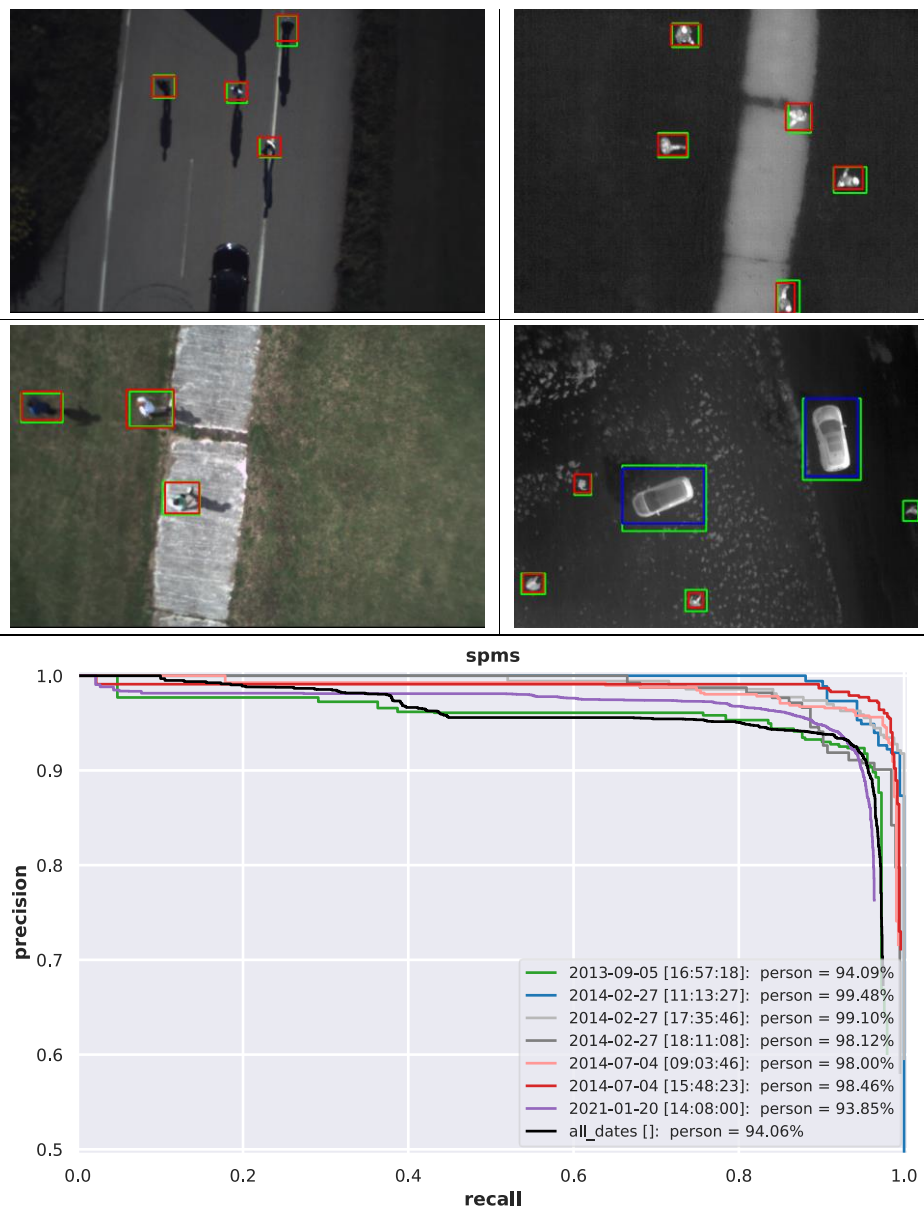 spms
1.0
0.9
0.8
0.7
0.6
0.5
precision
0.0
0.2
0.4
0.6
0.8
1.0
recall
2013-09-05 [16:57:18]: person = 94.09%
2014-02-27 [11:13:27]: person = 99.48%
2014-02-27 [17:35:46]: person = 99.10%
2014-02-27 [18:11:08]: person = 98.12%
2014-07-04 [09:03:46]: person = 98.00%
2014-07-04 [15:48:23]: person = 98.46%
2021-01-20 [14:08:00]: person = 93.85%
all_dates []: person = 94.06%